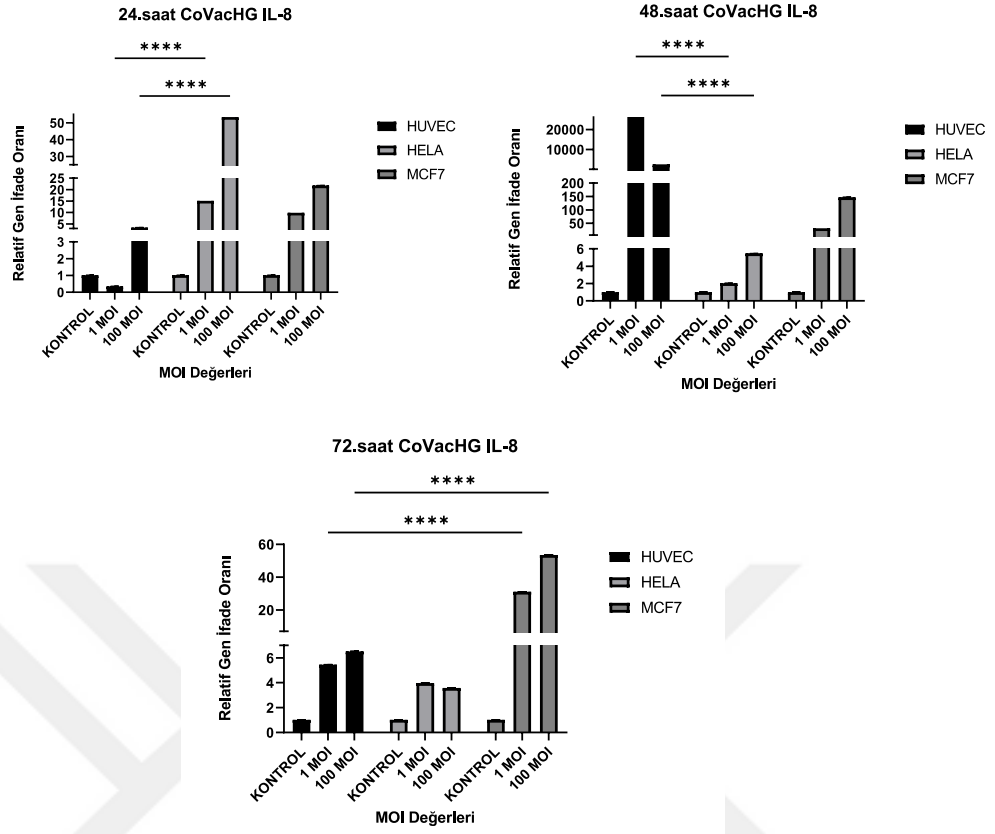 24.saat CoVacHG IL-8
****
****
Relatif Gen İfade Oranı
50
40
30
25
20
15
10
5
3
2
1
0
KONTROL
1 MOI
100 MOI
KONTROL
1 MOI
100 MOI
KONTROL
1 MOI
100 MOI
MOI Değerleri
HUVEC
HELA
MCF7
48.saat CoVacHG IL-8
****
****
Relatif Gen İfade Oranı
20000
10000
200
150
100
50
6
4
2
0
KONTROL
1 MOI
100 MOI
KONTROL
1 MOI
100 MOI
KONTROL
1 MOI
100 MOI
MOI Değerleri
HUVEC
HELA
MCF7
72.saat CoVacHG IL-8
****
****
Relatif Gen İfade Oranı
60
40
20
6
4
2
0
KONTROL
1 MOI
100 MOI
KONTROL
1 MOI
100 MOI
KONTROL
1 MOI
100 MOI
MOI Değerleri
HUVEC
HELA
MCF7